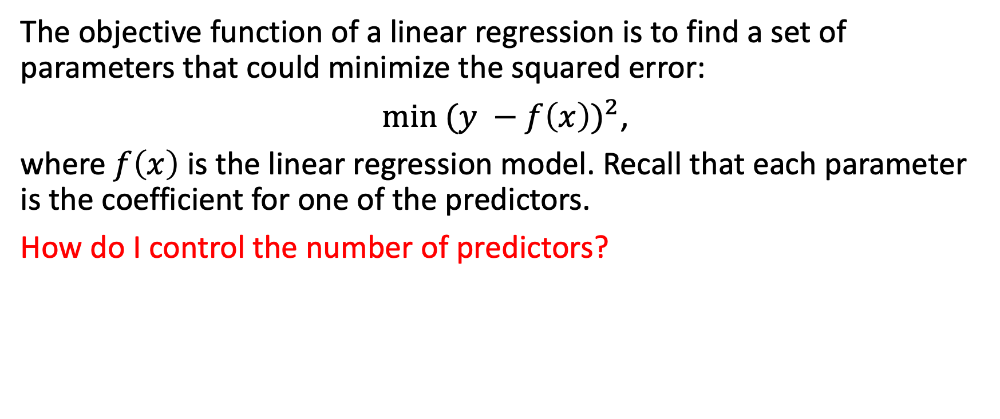 The objective function of a linear regression is to find a set of
parameters that could minimize the squared error:
min (y − f(x))²,
where f(x) is the linear regression model. Recall that each parameter
is the coefficient for one of the predictors.
How do I control the number of predictors?